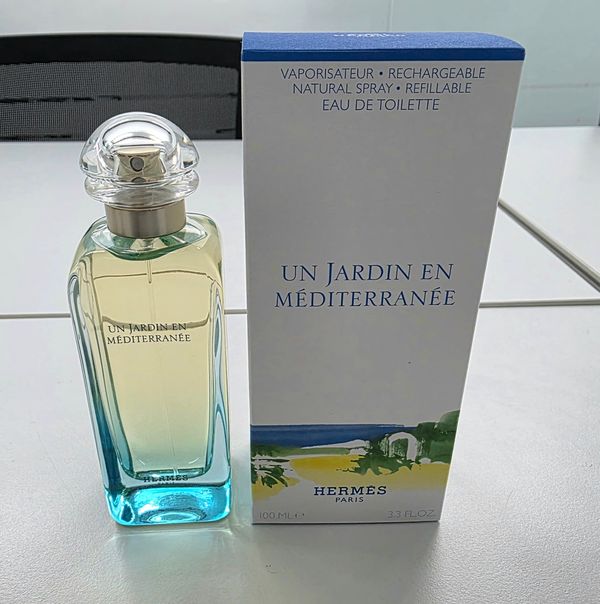 VAPORISATEUR • RECHARGEABLE
NATURAL SPRAY • REFILLABLE
EAU DE TOILETTE
UN JARDIN EN
MÉDITERRANÉE
HERMÈS
PARIS
100 ML℮
3.3 FL.OZ.
UN JARDIN EN
MÉDITERRANÉE
HERMÈS
PARIS